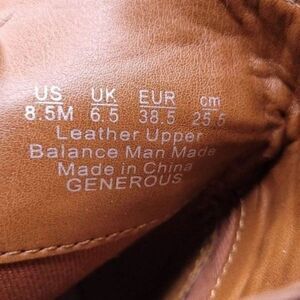 US UK EUR cm
8.5M 6.5 38.5 25.5
Leather Upper
Balance Man Made
Made in China
GENEROUS